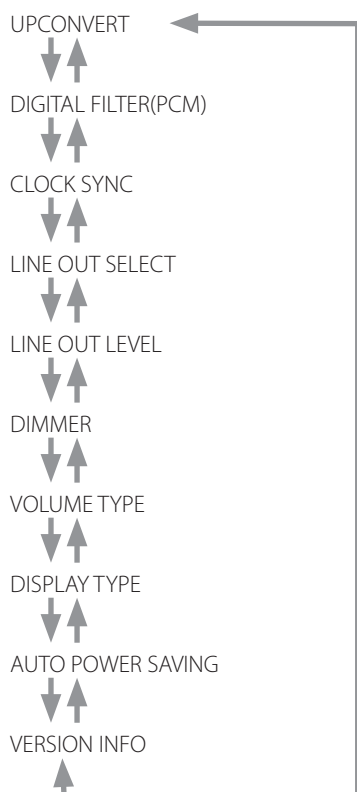 UPCONVERT
DIGITAL FILTER(PCM)
CLOCK SYNC
LINE OUT SELECT
LINE OUT LEVEL
DIMMER
VOLUME TYPE
DISPLAY TYPE
AUTO POWER SAVING
VERSION INFO